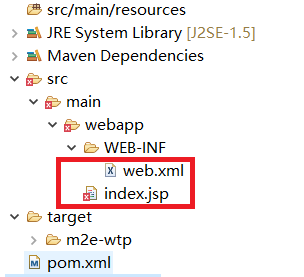 src/main/resources
JRE System Library [J2SE-1.5]
Maven Dependencies
src
main
webapp
WEB-INF
web.xml
index.jsp
target
m2e-wtp
pom.xml